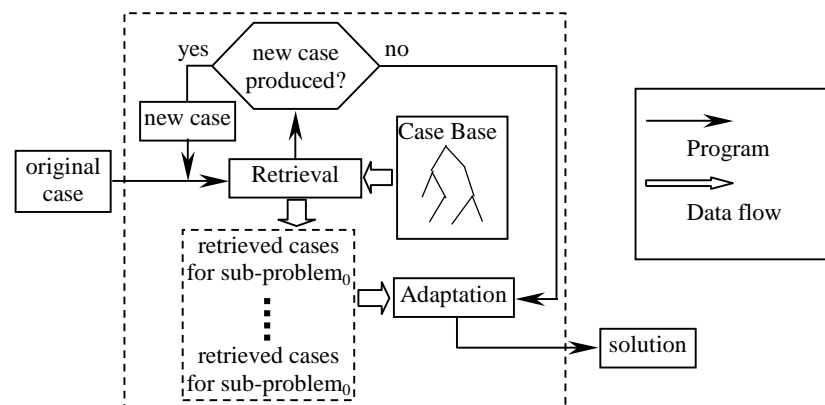 yes
new case
produced?
no
new case
Case Base
original
case
Retrieval
retrieved cases
for sub-problem0
retrieved cases
for sub-problem0
Adaptation
solution
Program
Data flow